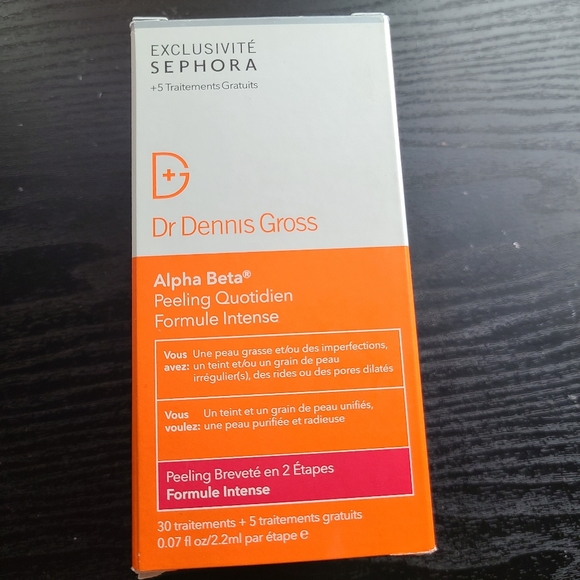 EXCLUSIVITÉ
SEPHORA
+5 Traitements Gratuits
D+G
Dr Dennis Gross
Alpha Beta®
Peeling Quotidien
Formule Intense
Vous avez: Une peau grasse et/ou des imperfections,
un teint et/ou un grain de peau
irrégulier(s), des rides ou des pores dilatés
Vous voulez: Un teint et un grain de peau unifiés,
une peau purifiée et radieuse
Peeling Breveté en 2 Étapes
Formule Intense
30 traitements + 5 traitements gratuits
0.07 fl oz/2.2ml par étape ℮